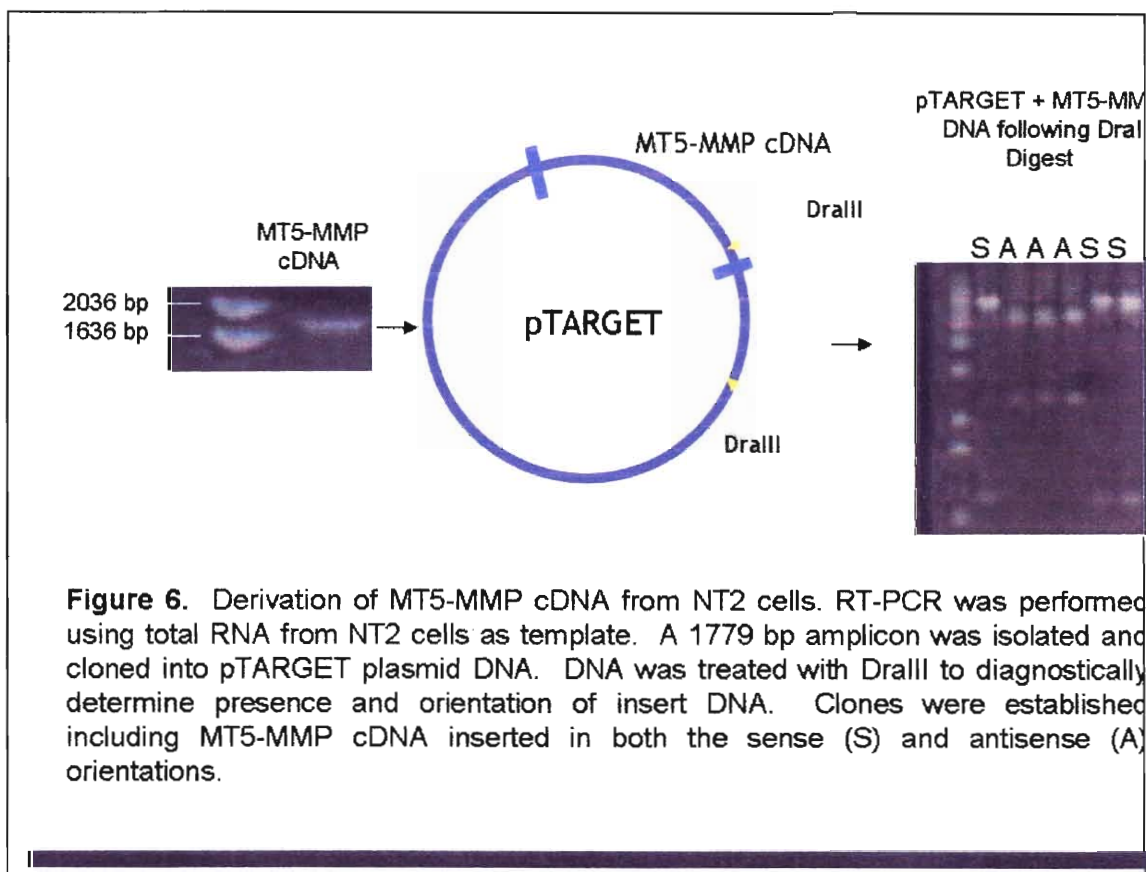 pTARGET + MT5-MM
DNA following DraI
Digest
MT5-MMP cDNA
DraIII
MT5-MMP
cDNA
S A A A S S
2036 bp
1636 bp
pTARGET
DraIII
Figure 6. Derivation of MT5-MMP cDNA from NT2 cells. RT-PCR was performed
using total RNA from NT2 cells as template. A 1779 bp amplicon was isolated and
cloned into pTARGET plasmid DNA. DNA was treated with DraIII to diagnostically
determine presence and orientation of insert DNA. Clones were established
including MT5-MMP cDNA inserted in both the sense (S) and antisense (A)
orientations.